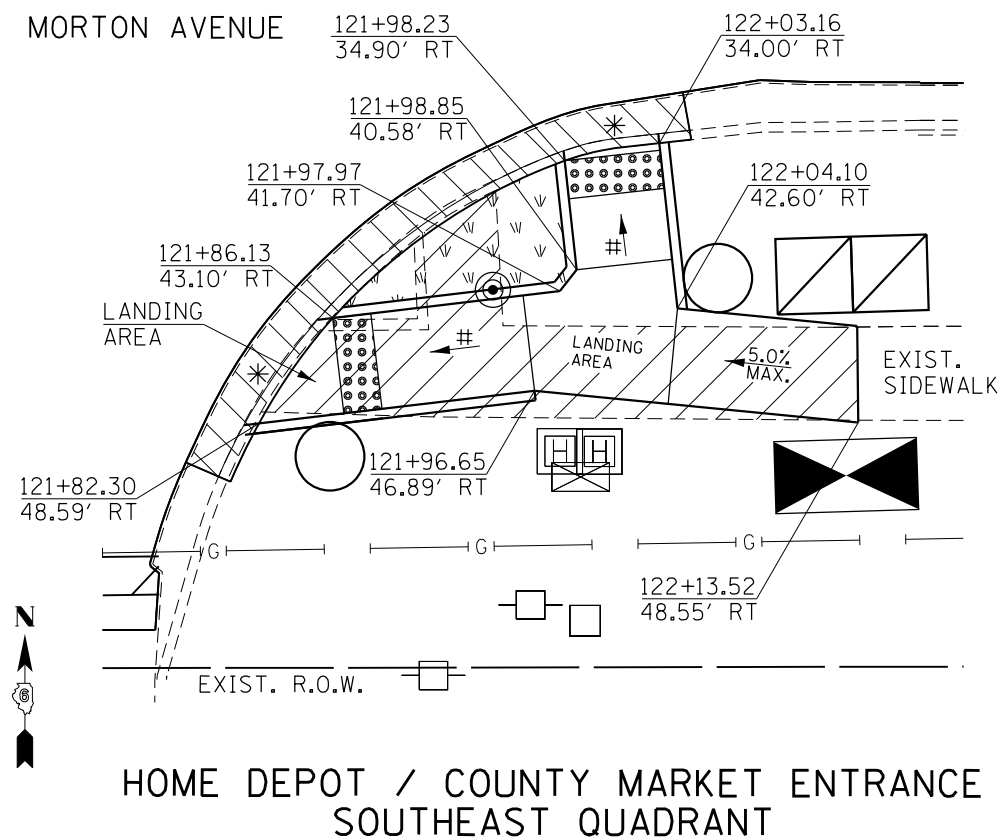 MORTON AVENUE
121+98.23
34.90' RT
122+03.16
34.00' RT
121+98.85
40.58' RT
121+97.97
41.70' RT
122+04.10
42.60' RT
121+86.13
43.10' RT
#
LANDING
AREA
#
LANDING
AREA
5.0%
MAX.
EXIST.
SIDEWALK
121+96.65
46.89' RT
H H
121+82.30
48.59' RT
G G G
122+13.52
48.55' RT
N
6
EXIST. R.O.W.
HOME DEPOT / COUNTY MARKET ENTRANCE
SOUTHEAST QUADRANT